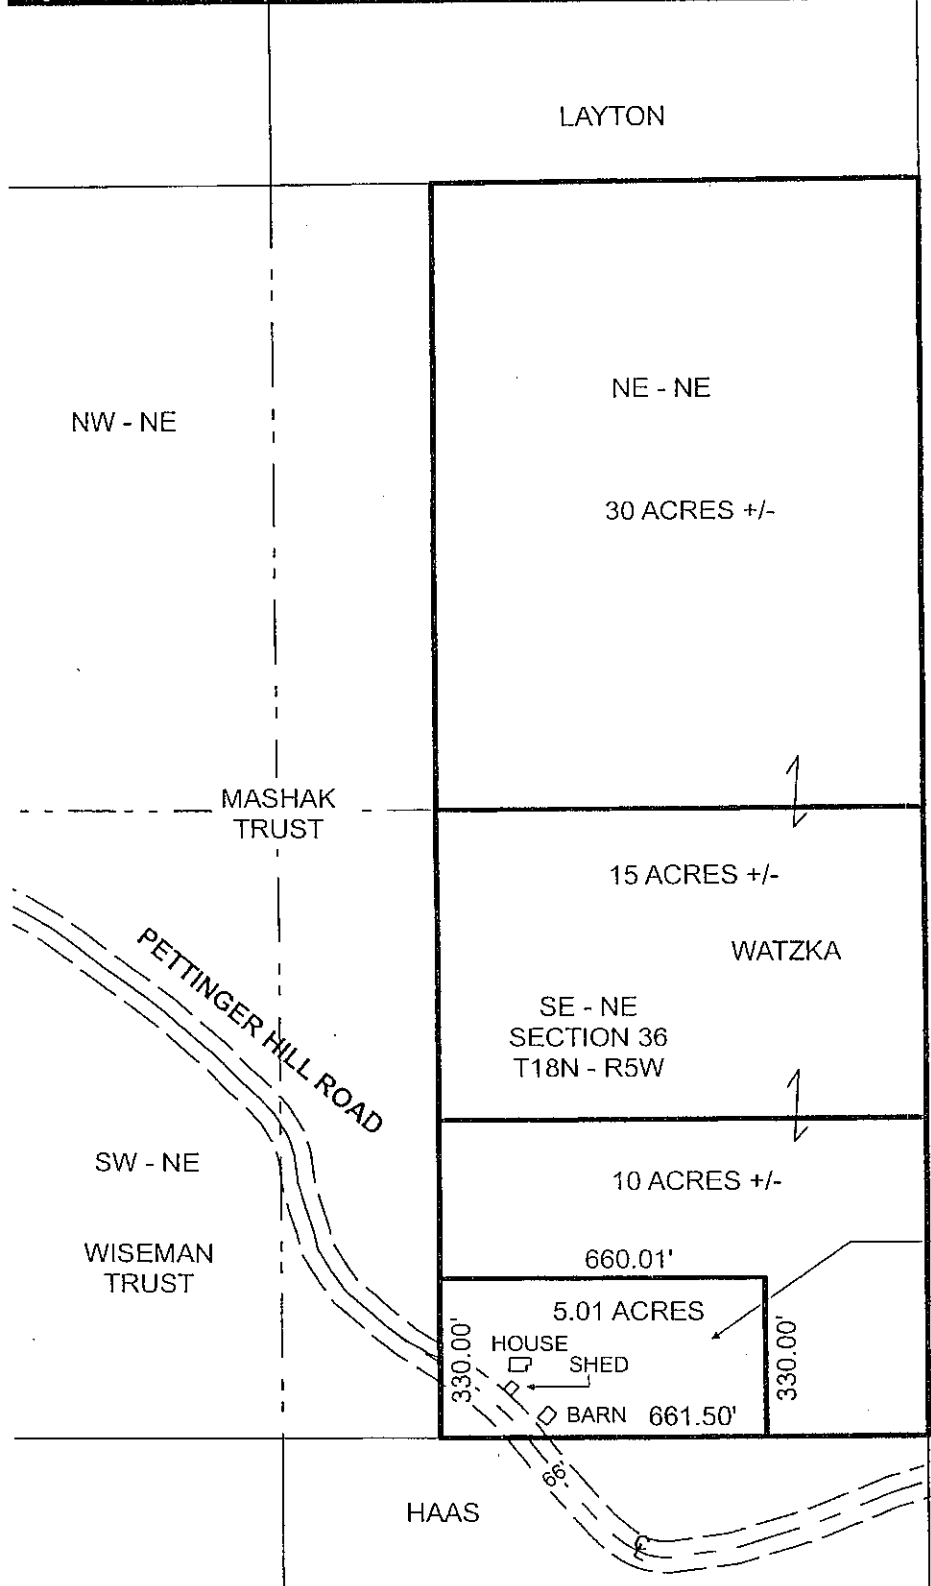 LAYTON
NW - NE
NE - NE
30 ACRES +/-
MASHAK
TRUST
15 ACRES +/-
WATZKA
PETTINGER HILL ROAD
SE - NE
SECTION 36
T18N - R5W
SW - NE
10 ACRES +/-
WISEMAN
TRUST
660.01'
5.01 ACRES
330.00'
330.00'
HOUSE
SHED
BARN
661.50'
66'
HAAS
CL